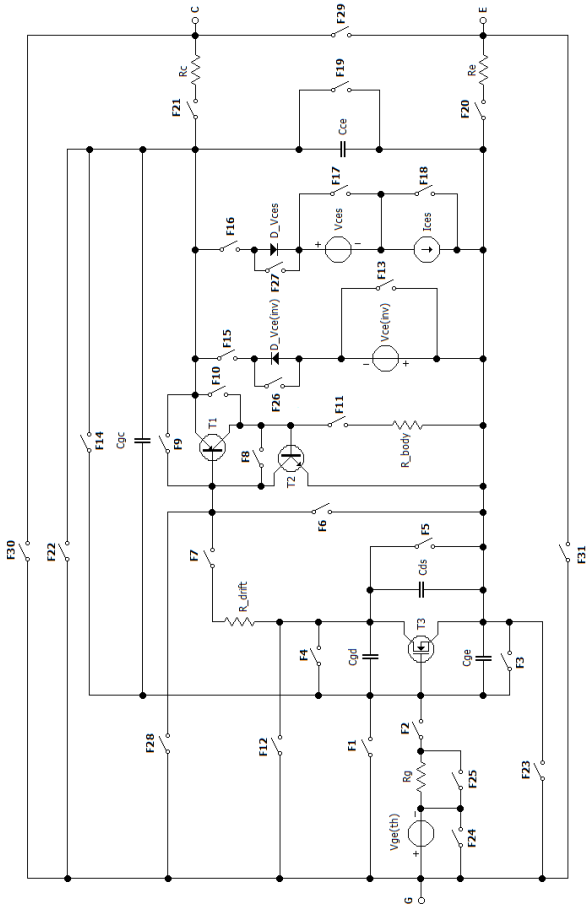 C
E
F29
Rc
Re
F19
F21
F20
Cce
F17
F18
F16
D_Vces
+
Vces
−
Ices
F27
F13
F15
D_Vce(inv)
−
Vce(inv)
+
F26
F10
T1
F11
F14
Cgc
F9
F8
T2
R_body
F6
F30
F22
F7
F5
F31
R_drift
Cds
F4
Cgd
T3
Cge
F3
F28
F12
F1
F2
Rg
F25
F23
−
Vge(th)
+
F24
G